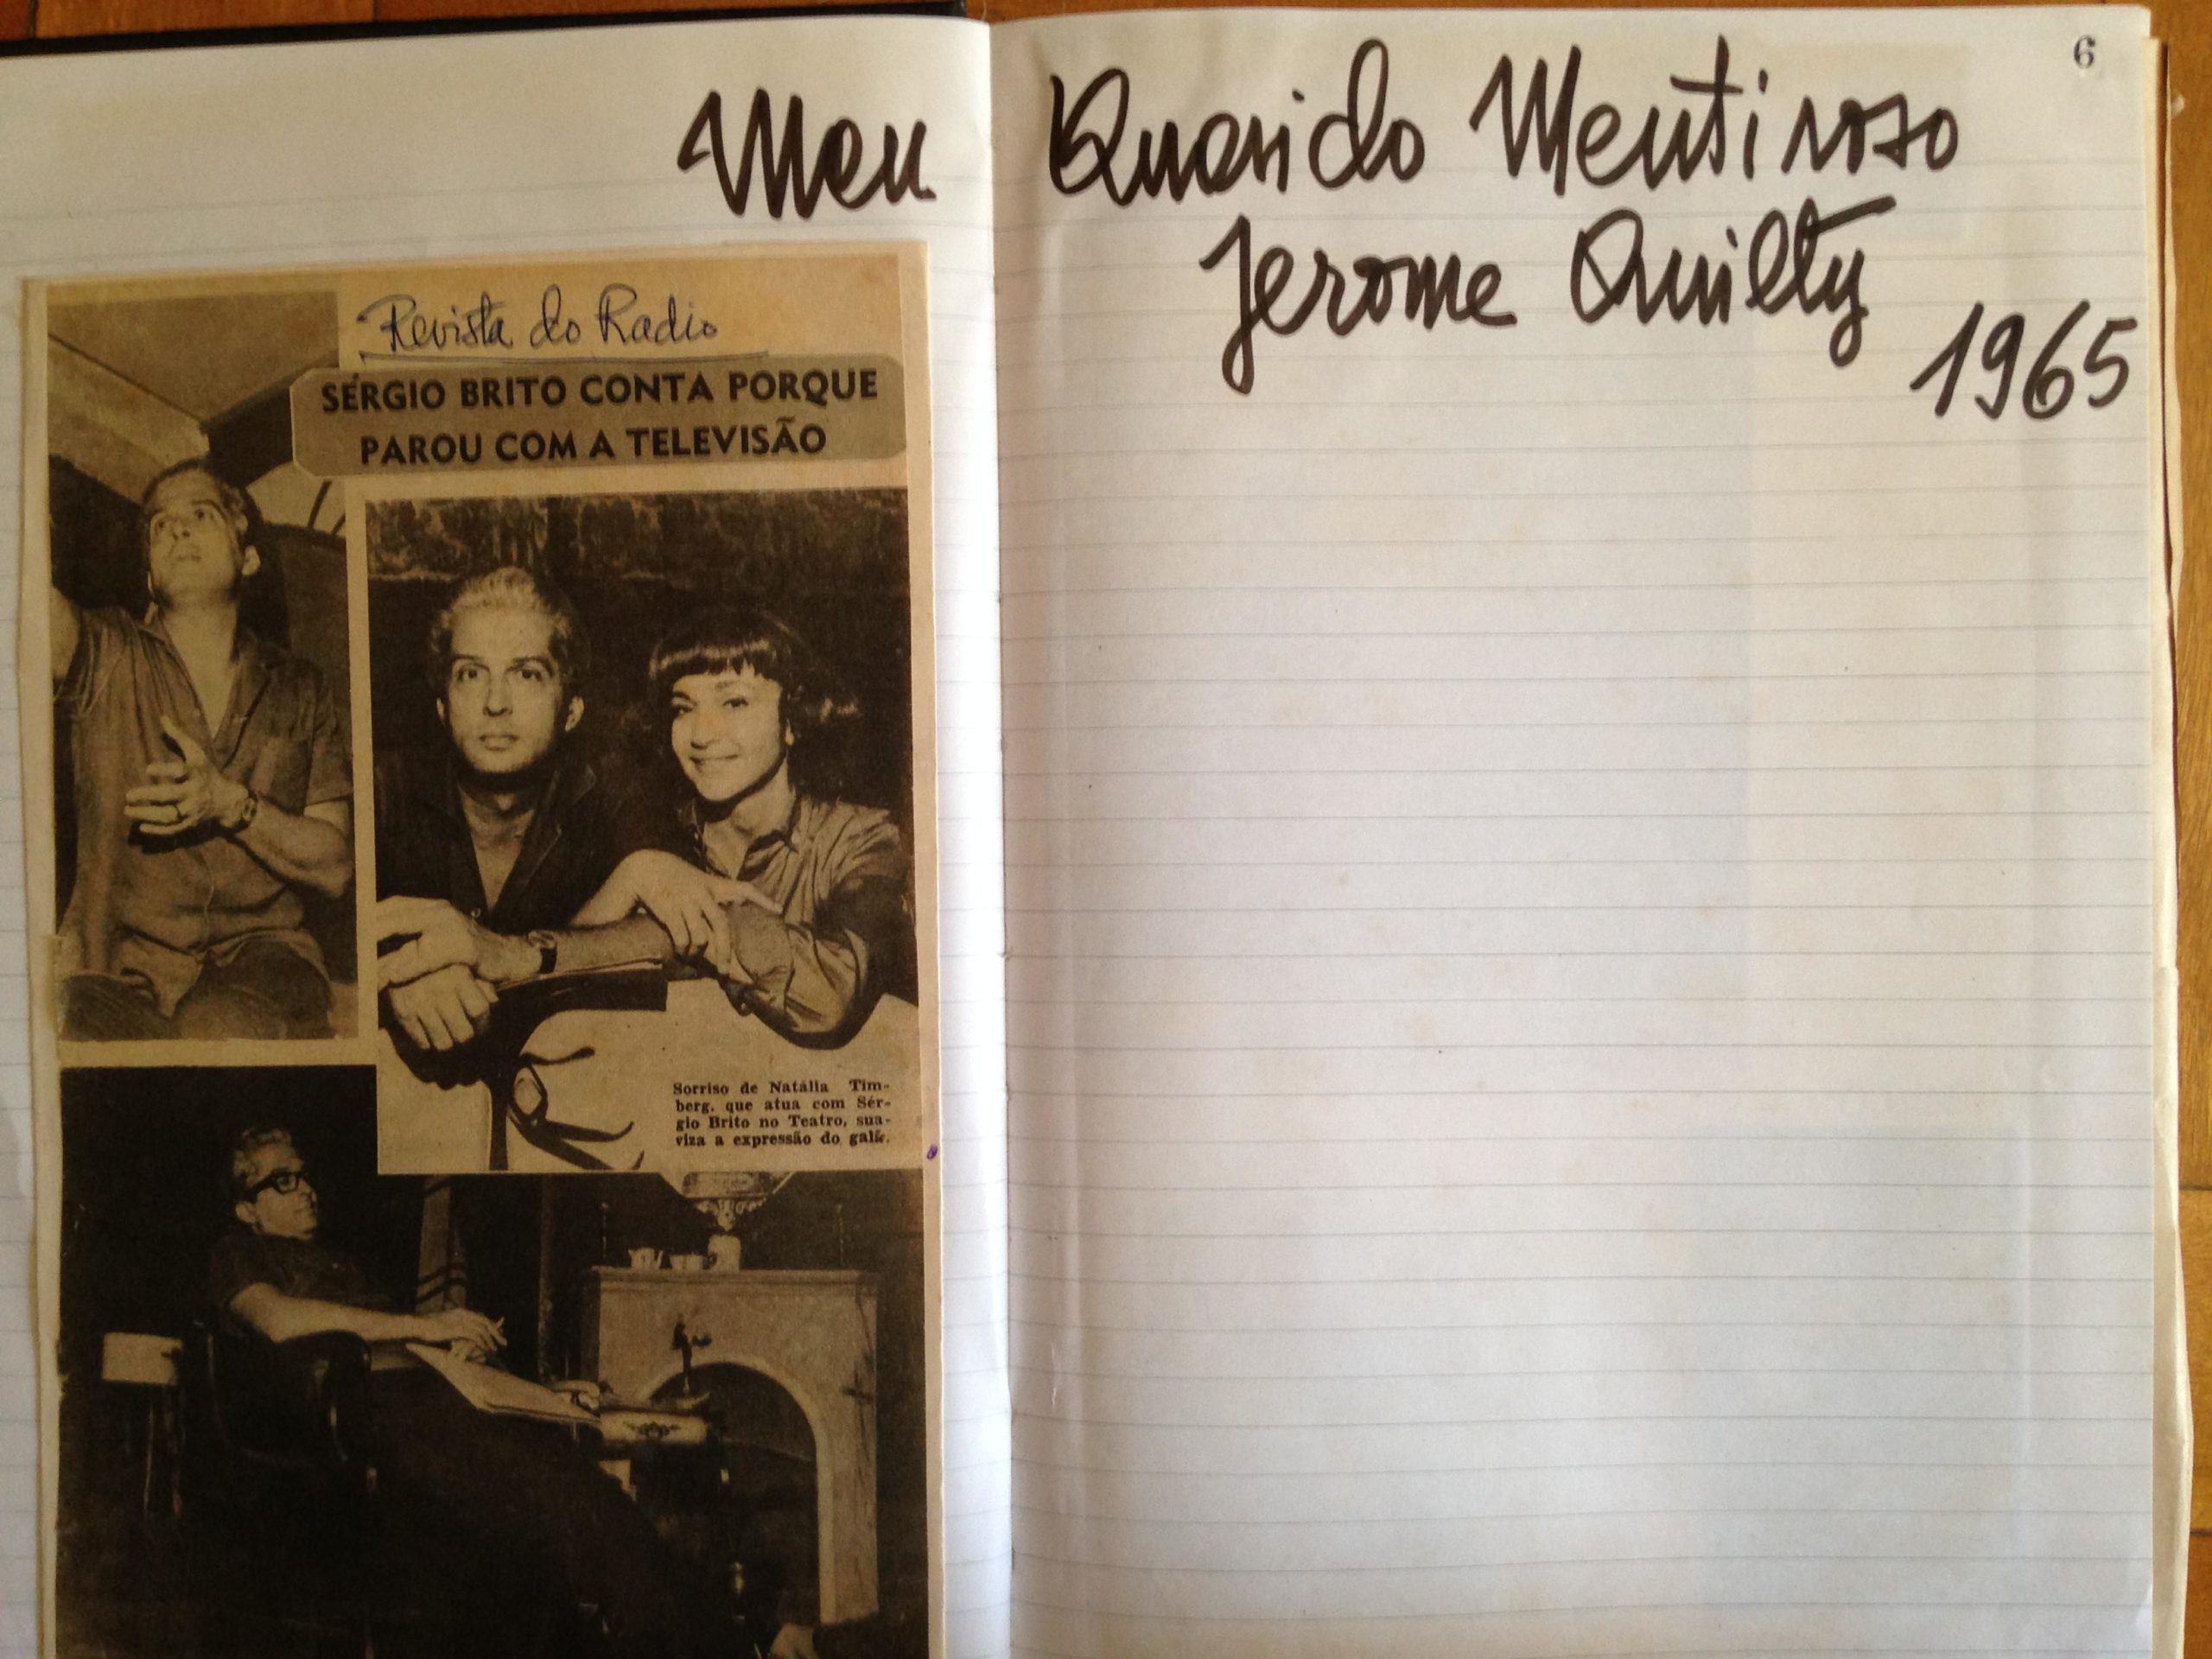 6
Meu Querido Mentiroso
Jerome Quilty
1965
Revista do Radio
SÉRGIO BRITO CONTA PORQUE
PAROU COM A TELEVISÃO
Sorriso de Natália Tim-
berg, que atua com Sér-
gio Brito no Teatro, sua-
viza a expressão do galã.